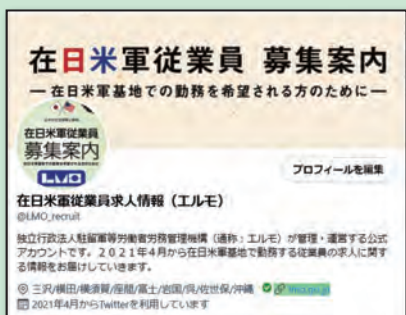 在日米軍従業員 募集案内
―在日米軍基地での勤務を希望される方のために―
在日米軍従業員
募集案内
LMO
プロフィールを編集
在日米軍従業員求人情報（エルモ）
@LMO_recruit
独立行政法人駐留軍等労働者労務管理機構（通称：エルモ）が管理・運営する公式
アカウントです。２０２１年４月から在日米軍基地で勤務する従業員の求人に関す
る情報をお届けしていきます。
三沢/横田/横須賀/座間/富士/岩国/呉/佐世保/沖縄
2021年4月からTwitterを利用しています